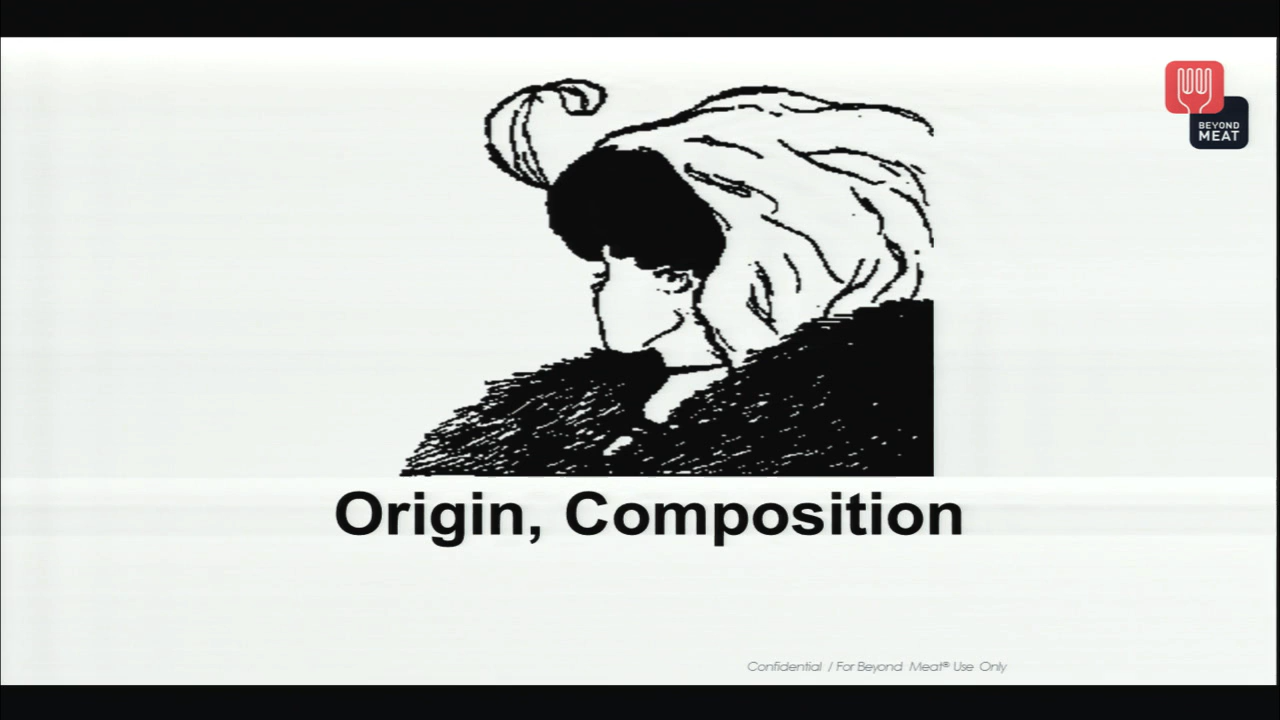 BEYOND
MEAT
Origin, Composition
Confidential / For Beyond Meat® Use Only